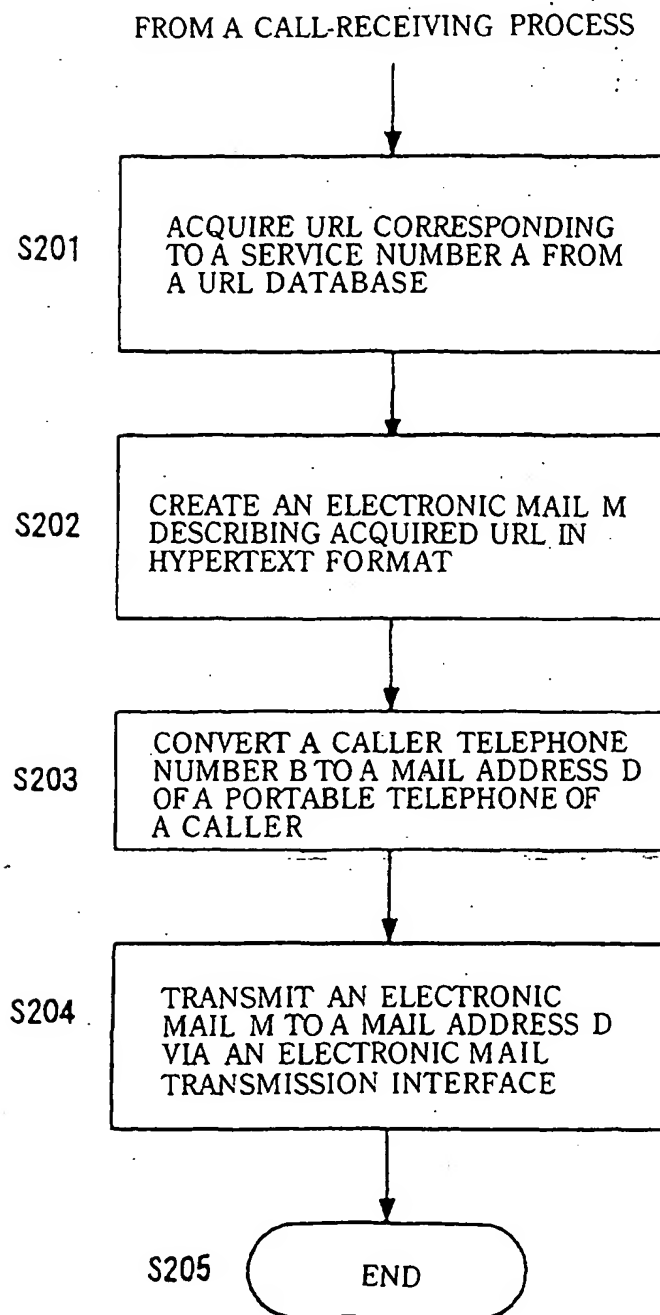 FROM A CALL-RECEIVING PROCESS
S201
ACQUIRE URL CORRESPONDING
TO A SERVICE NUMBER A FROM
A URL DATABASE
S202
CREATE AN ELECTRONIC MAIL M
DESCRIBING ACQUIRED URL IN
HYPERTEXT FORMAT
S203
CONVERT A CALLER TELEPHONE
NUMBER B TO A MAIL ADDRESS D
OF A PORTABLE TELEPHONE OF
A CALLER
S204
TRANSMIT AN ELECTRONIC
MAIL M TO A MAIL ADDRESS D
VIA AN ELECTRONIC MAIL
TRANSMISSION INTERFACE
S205
END